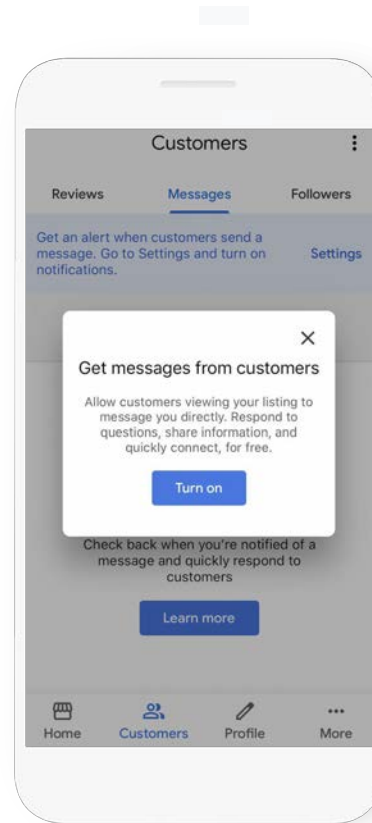 Customers
Reviews Messages Followers
Get an alert when customers send a
message. Go to Settings and turn on
notifications.
Settings
Get messages from customers
Allow customers viewing your listing to
message you directly. Respond to
questions, share information, and
quickly connect, for free.
Turn on
Check back when you're notified of a
message and quickly respond to
customers
Learn more
Home Customers Profile More